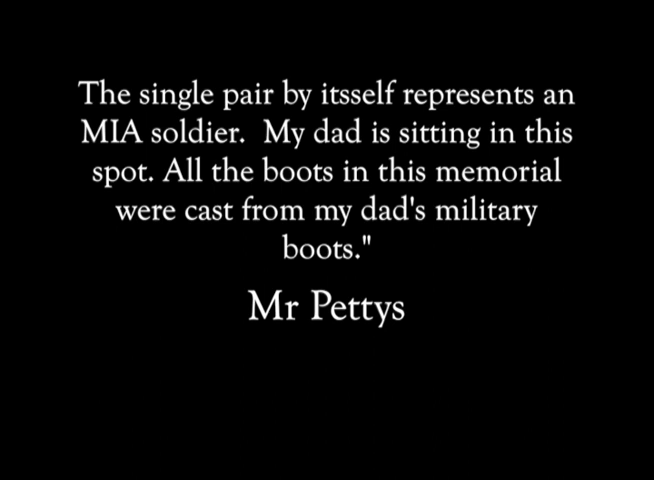 The single pair by itsself represents an
MIA soldier.  My dad is sitting in this
spot. All the boots in this memorial
were cast from my dad's military
boots."
Mr Pettys